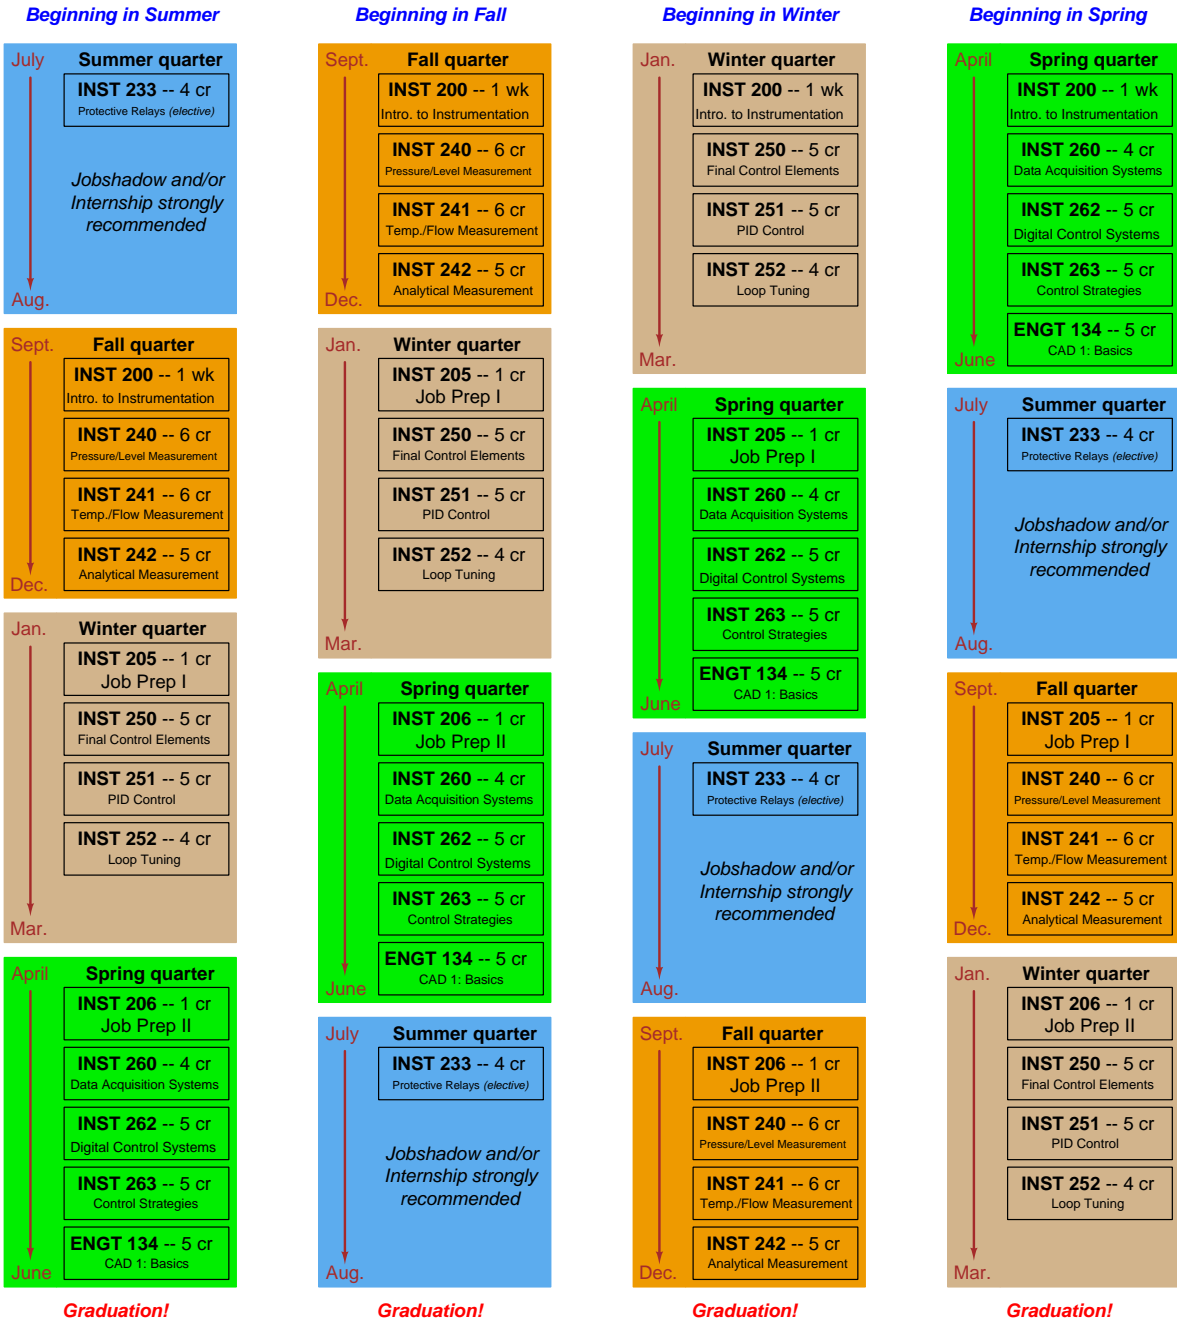 Beginning in Summer
July
Summer quarter
INST 233 -- 4 cr
Protective Relays (elective)
Jobshadow and/or
Internship strongly
recommended
Aug.
Sept.
Fall quarter
INST 200 -- 1 wk
Intro. to Instrumentation
INST 240 -- 6 cr
Pressure/Level Measurement
INST 241 -- 6 cr
Temp./Flow Measurement
INST 242 -- 5 cr
Analytical Measurement
Dec.
Jan.
Winter quarter
INST 205 -- 1 cr
Job Prep I
INST 250 -- 5 cr
Final Control Elements
INST 251 -- 5 cr
PID Control
INST 252 -- 4 cr
Loop Tuning
Mar.
April
Spring quarter
INST 206 -- 1 cr
Job Prep II
INST 260 -- 4 cr
Data Acquisition Systems
INST 262 -- 5 cr
Digital Control Systems
INST 263 -- 5 cr
Control Strategies
ENGT 134 -- 5 cr
CAD 1: Basics
June
Graduation!
Beginning in Fall
Sept.
Fall quarter
INST 200 -- 1 wk
Intro. to Instrumentation
INST 240 -- 6 cr
Pressure/Level Measurement
INST 241 -- 6 cr
Temp./Flow Measurement
INST 242 -- 5 cr
Analytical Measurement
Dec.
Jan.
Winter quarter
INST 205 -- 1 cr
Job Prep I
INST 250 -- 5 cr
Final Control Elements
INST 251 -- 5 cr
PID Control
INST 252 -- 4 cr
Loop Tuning
Mar.
April
Spring quarter
INST 206 -- 1 cr
Job Prep II
INST 260 -- 4 cr
Data Acquisition Systems
INST 262 -- 5 cr
Digital Control Systems
INST 263 -- 5 cr
Control Strategies
ENGT 134 -- 5 cr
CAD 1: Basics
June
July
Summer quarter
INST 233 -- 4 cr
Protective Relays (elective)
Jobshadow and/or
Internship strongly
recommended
Aug.
Graduation!
Beginning in Winter
Jan.
Winter quarter
INST 200 -- 1 wk
Intro. to Instrumentation
INST 250 -- 5 cr
Final Control Elements
INST 251 -- 5 cr
PID Control
INST 252 -- 4 cr
Loop Tuning
Mar.
April
Spring quarter
INST 205 -- 1 cr
Job Prep I
INST 260 -- 4 cr
Data Acquisition Systems
INST 262 -- 5 cr
Digital Control Systems
INST 263 -- 5 cr
Control Strategies
ENGT 134 -- 5 cr
CAD 1: Basics
June
July
Summer quarter
INST 233 -- 4 cr
Protective Relays (elective)
Jobshadow and/or
Internship strongly
recommended
Aug.
Sept.
Fall quarter
INST 206 -- 1 cr
Job Prep II
INST 240 -- 6 cr
Pressure/Level Measurement
INST 241 -- 6 cr
Temp./Flow Measurement
INST 242 -- 5 cr
Analytical Measurement
Dec.
Graduation!
Beginning in Spring
April
Spring quarter
INST 200 -- 1 wk
Intro. to Instrumentation
INST 260 -- 4 cr
Data Acquisition Systems
INST 262 -- 5 cr
Digital Control Systems
INST 263 -- 5 cr
Control Strategies
ENGT 134 -- 5 cr
CAD 1: Basics
June
July
Summer quarter
INST 233 -- 4 cr
Protective Relays (elective)
Jobshadow and/or
Internship strongly
recommended
Aug.
Sept.
Fall quarter
INST 205 -- 1 cr
Job Prep I
INST 240 -- 6 cr
Pressure/Level Measurement
INST 241 -- 6 cr
Temp./Flow Measurement
INST 242 -- 5 cr
Analytical Measurement
Dec.
Jan.
Winter quarter
INST 206 -- 1 cr
Job Prep II
INST 250 -- 5 cr
Final Control Elements
INST 251 -- 5 cr
PID Control
INST 252 -- 4 cr
Loop Tuning
Mar.
Graduation!